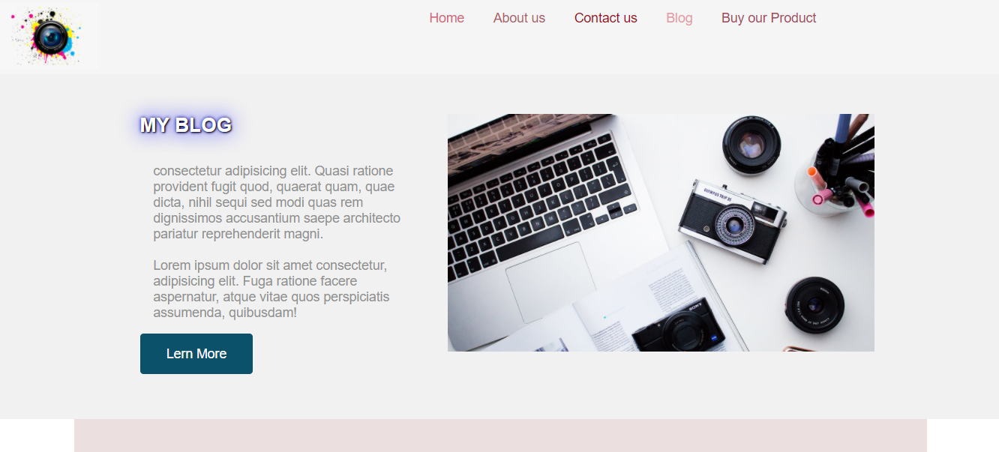 Home About us Contact us Blog Buy our Product
MY BLOG
consectetur adipisicing elit. Quasi ratione
provident fugit quod, quaerat quam, quae
dicta, nihil sequi sed modi quas rem
dignissimos accusantium saepe architecto
pariatur reprehenderit magni.
Lorem ipsum dolor sit amet consectetur,
adipisicing elit. Fuga ratione facere
aspernatur, atque vitae quos perspiciatis
assumenda, quibusdam!
Lern More
OLYMPUS TRIP 35
SONY